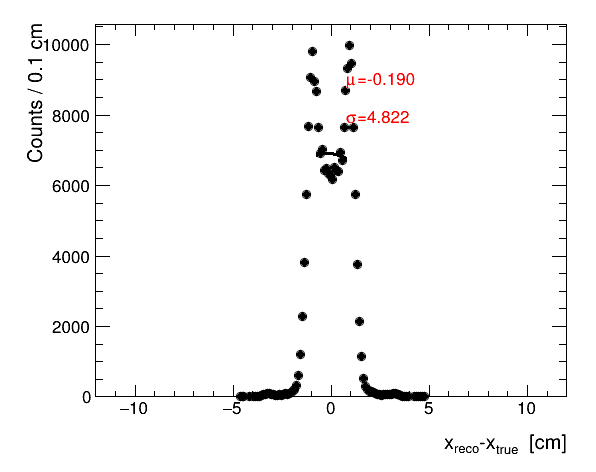 Counts / 0.1 cm
10000
8000
6000
4000
2000
0
μ=-0.190
σ=4.822
−10 −5 0 5 10
x_reco-x_true [cm]